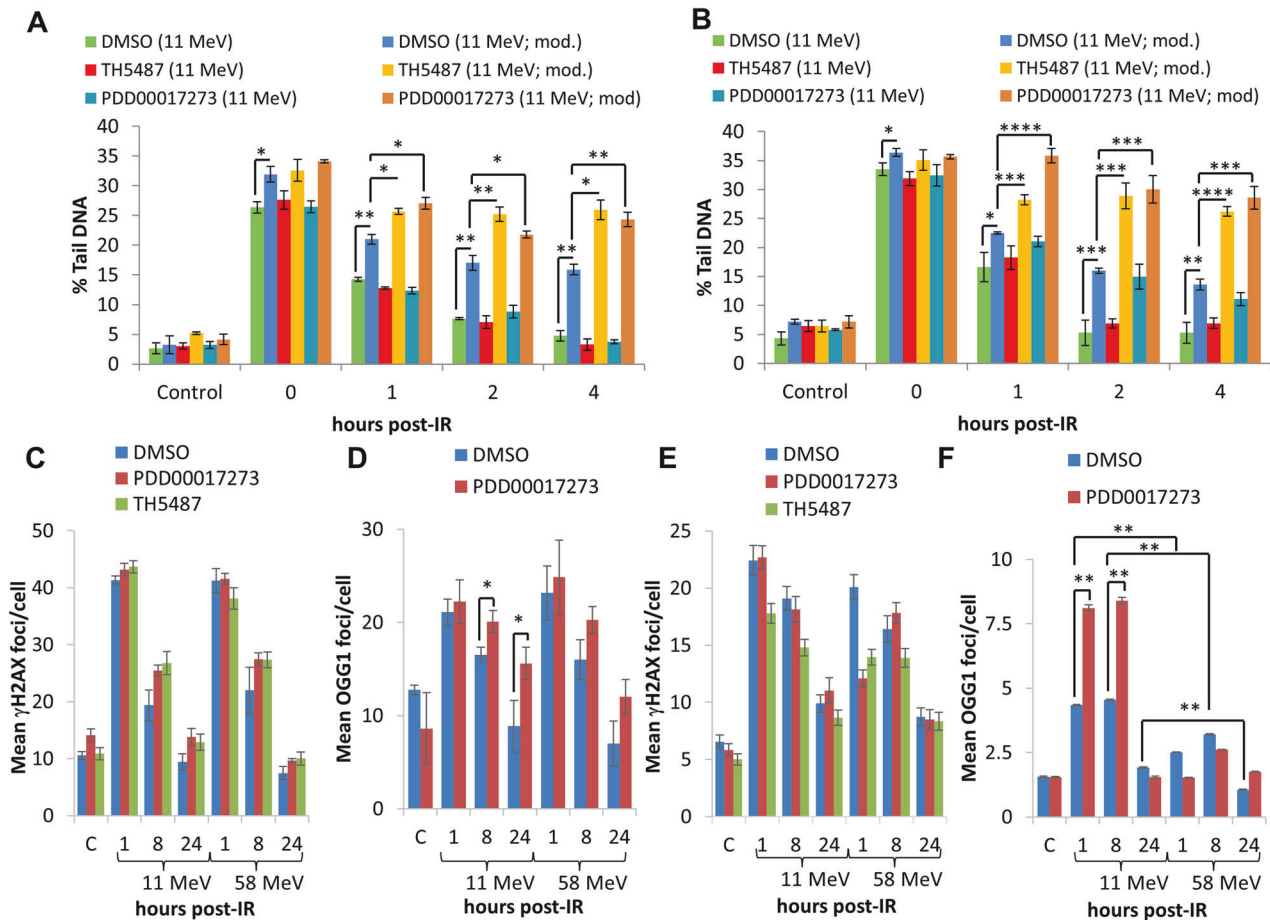 A
DMSO (11 MeV)
DMSO (11 MeV; mod.)
TH5487 (11 MeV)
TH5487 (11 MeV; mod.)
PDD00017273 (11 MeV)
PDD00017273 (11 MeV; mod)
% Tail DNA
40
35
30
25
20
15
10
5
0
*
**
*
*
**
**
*
**
*
**
Control
0
1
2
4
hours post-IR
B
DMSO (11 MeV)
DMSO (11 MeV; mod.)
TH5487 (11 MeV)
TH5487 (11 MeV; mod.)
PDD00017273 (11 MeV)
PDD00017273 (11 MeV; mod)
% Tail DNA
40
35
30
25
20
15
10
5
0
*
*
***
****
***
***
***
**
****
***
Control
0
1
2
4
hours post-IR
C
DMSO
PDD00017273
TH5487
Mean γH2AX foci/cell
50
40
30
20
10
0
C
1
8
24
1
8
24
11 MeV
58 MeV
hours post-IR
D
DMSO
PDD00017273
Mean OGG1 foci/cell
30
20
10
0
*
*
C
1
8
24
1
8
24
11 MeV
58 MeV
hours post-IR
E
DMSO
PDD00017273
TH5487
Mean γH2AX foci/cell
25
20
15
10
5
0
C
1
8
24
1
8
24
11 MeV
58 MeV
hours post-IR
F
DMSO
PDD0017273
Mean OGG1 foci/cell
10
7.5
5
2.5
0
**
**
**
**
**
C
1
8
24
1
8
24
11 MeV
58 MeV
hours post-IR